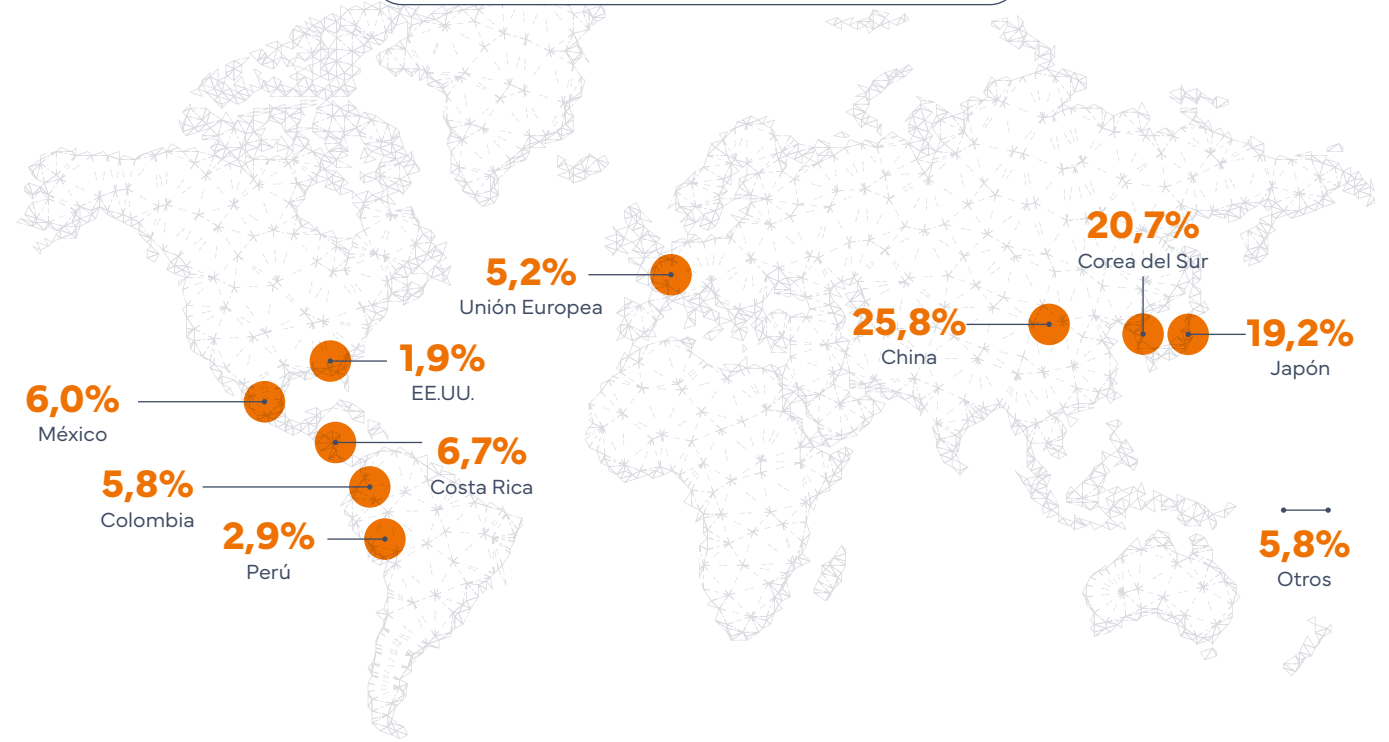 20,7%
Corea del Sur
5,2%
Unión Europea
25,8%
China
19,2%
Japón
1,9%
EE.UU.
6,0%
México
6,7%
Costa Rica
5,8%
Colombia
2,9%
Perú
5,8%
Otros